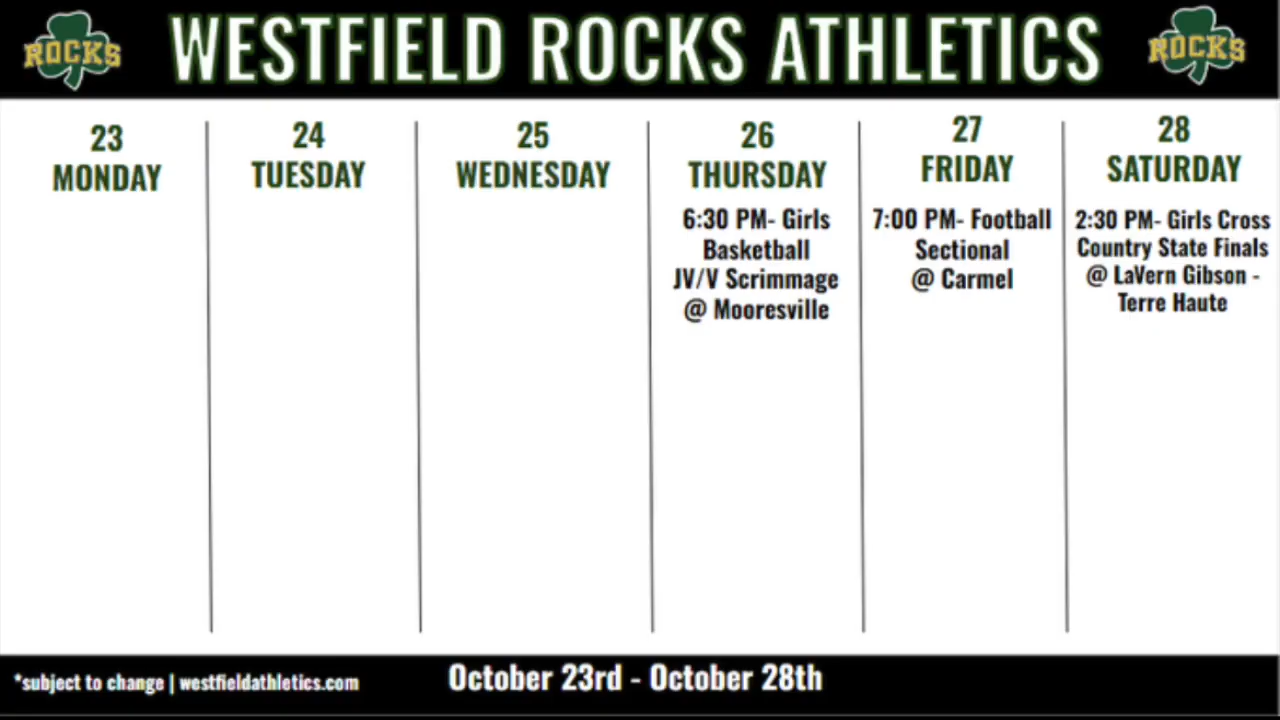 ROCKS
WESTFIELD ROCKS ATHLETICS
ROCKS
23
MONDAY
24
TUESDAY
25
WEDNESDAY
26
THURSDAY
6:30 PM- Girls
Basketball
JV/V Scrimmage
@ Mooresville
27
FRIDAY
7:00 PM- Football
Sectional
@ Carmel
28
SATURDAY
2:30 PM- Girls Cross
Country State Finals
@ LaVern Gibson -
Terre Haute
*subject to change | westfieldathletics.com
October 23rd - October 28th